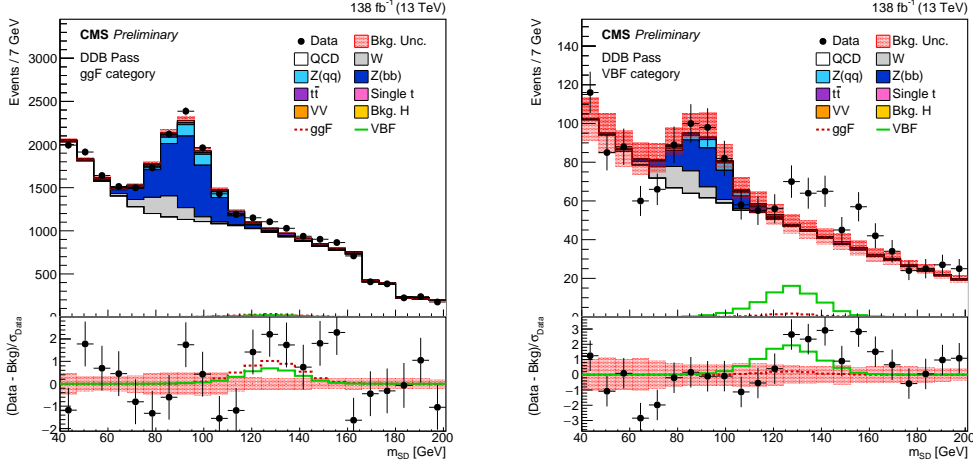 138 fb⁻¹ (13 TeV)
Events / 7 GeV
CMS Preliminary
DDB Pass
ggF category
Data
Bkg. Unc.
QCD
W
Z(qq)
Z(bb)
tt̄
Single t
VV
Bkg. H
ggF
VBF
2500
3000
2500
2000
1500
1000
500
(Data - Bkg)/σData
2
1
0
−1
−2
40 60 80 100 120 140 160 180 200
mSD [GeV]
138 fb⁻¹ (13 TeV)
Events / 7 GeV
CMS Preliminary
DDB Pass
VBF category
Data
Bkg. Unc.
QCD
W
Z(qq)
Z(bb)
tt̄
Single t
VV
Bkg. H
ggF
VBF
140
120
100
80
60
40
20
(Data - Bkg)/σData
3
2
1
0
−1
−2
−3
40 60 80 100 120 140 160 180 200
mSD [GeV]